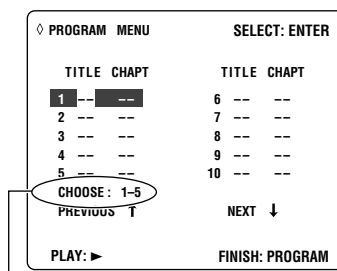 ◊ PROGRAM MENU SELECT: ENTER
TITLE CHAPT TITLE CHAPT
1 -- -- 6 -- --
2 -- -- 7 -- --
3 -- -- 8 -- --
4 -- -- 9 -- --
5 -- -- 10 -- --
CHOOSE: 1–5
PREVIOUS ↑ NEXT ↓
PLAY: ► FINISH: PROGRAM